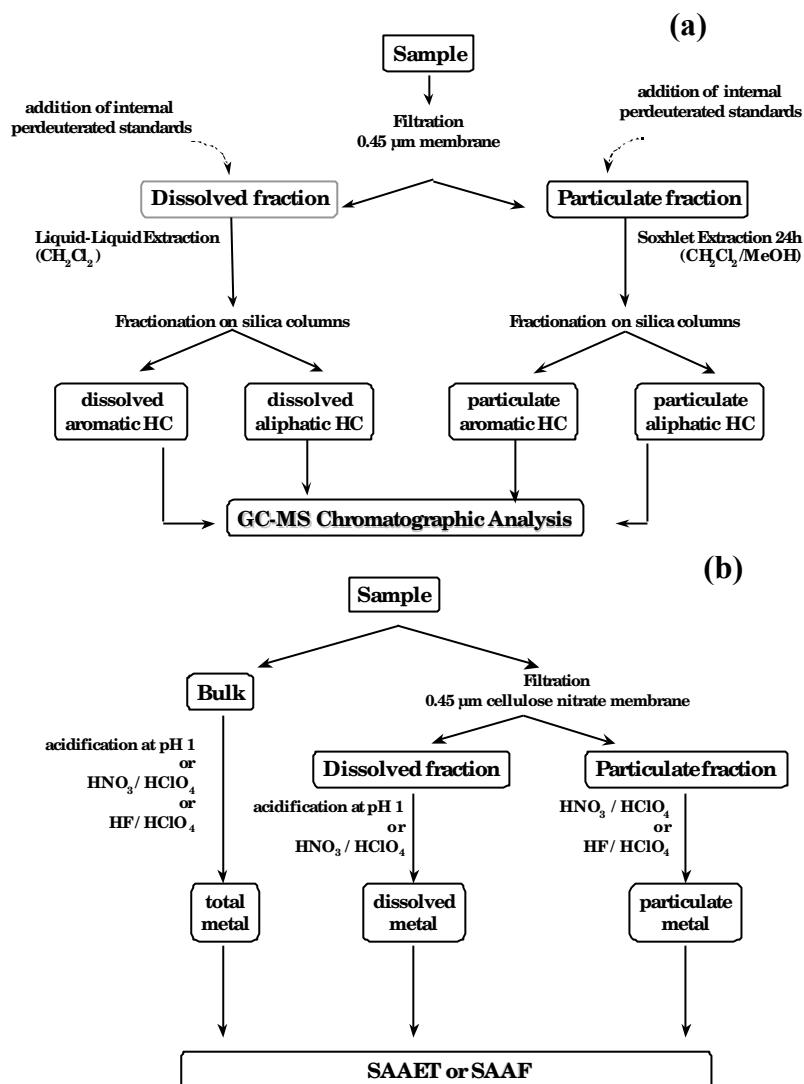 (a)
Sample
addition of internal
perdeuterated standards
addition of internal
perdeuterated standards
Filtration
0.45 µm membrane
Dissolved fraction
Particulate fraction
Liquid-Liquid Extraction
(CH₂Cl₂)
Soxhlet Extraction 24h
(CH₂Cl₂/MeOH)
Fractionation on silica columns
Fractionation on silica columns
dissolved
aromatic HC
dissolved
aliphatic HC
particulate
aromatic HC
particulate
aliphatic HC
GC-MS Chromatographic Analysis
(b)
Sample
Bulk
Filtration
0.45 µm cellulose nitrate membrane
acidification at pH 1
or
HNO₃/ HClO₄
or
HF/ HClO₄
Dissolved fraction
Particulate fraction
acidification at pH 1
or
HNO₃ / HClO₄
HNO₃ / HClO₄
or
HF/ HClO₄
total
metal
dissolved
metal
particulate
metal
SAAET or SAAF